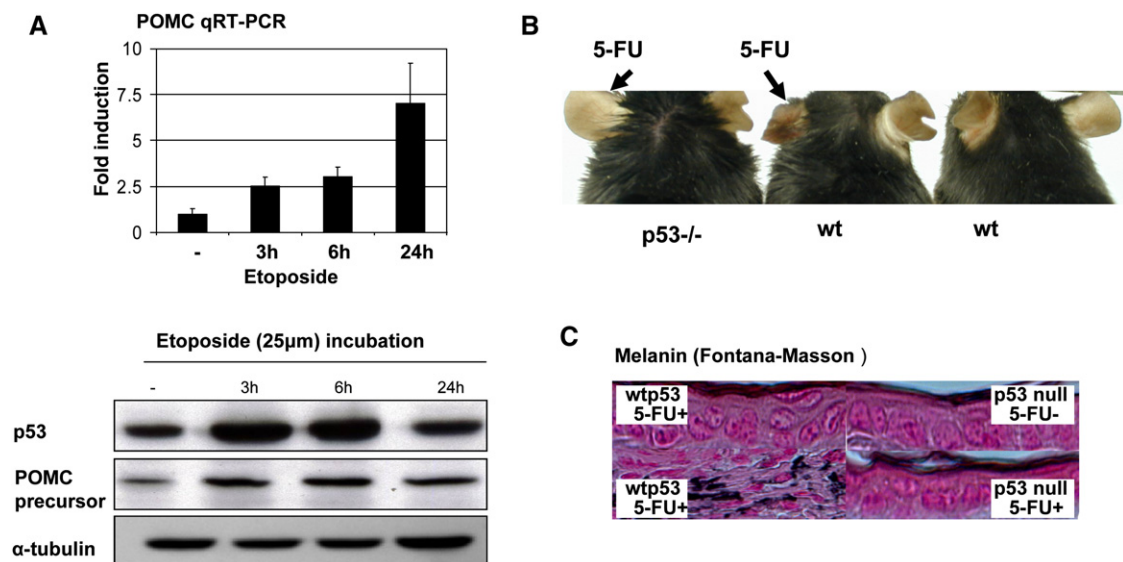 A
POMC qRT-PCR
Fold induction
10
7.5
5
2.5
0
- 3h 6h 24h
Etoposide
Etoposide (25µm) incubation
- 3h 6h 24h
p53
POMC
precursor
α-tubulin
B
5-FU 5-FU
p53-/- wt wt
C
Melanin (Fontana-Masson )
wtp53
5-FU+
p53 null
5-FU-
wtp53
5-FU+
p53 null
5-FU+